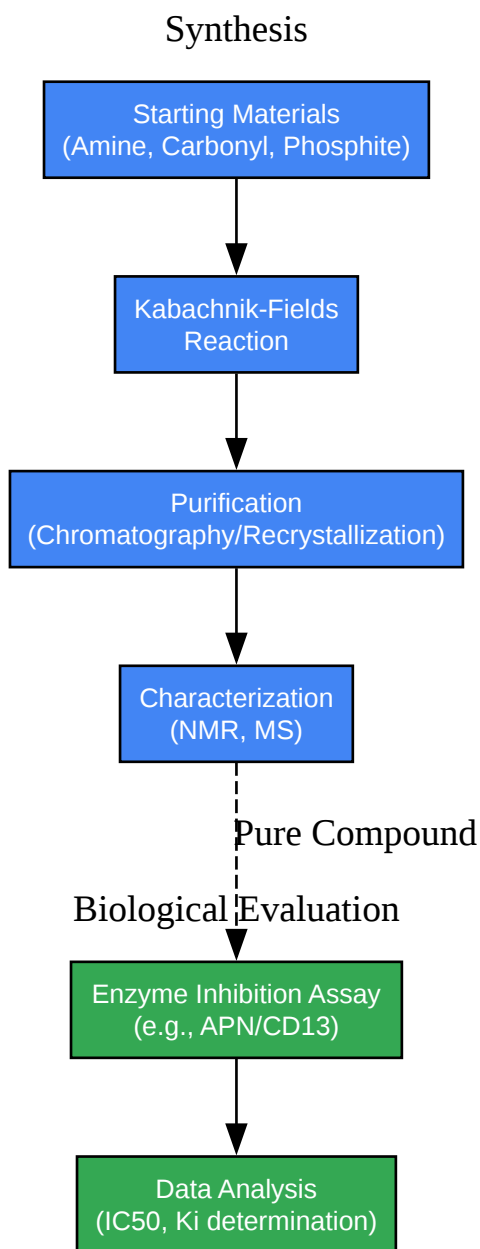 Synthesis
Starting Materials
(Amine, Carbonyl, Phosphite)
Kabachnik-Fields
Reaction
Purification
(Chromatography/Recrystallization)
Characterization
(NMR, MS)
Pure Compound
Biological Evaluation
Enzyme Inhibition Assay
(e.g., APN/CD13)
Data Analysis
(IC50, Ki determination)